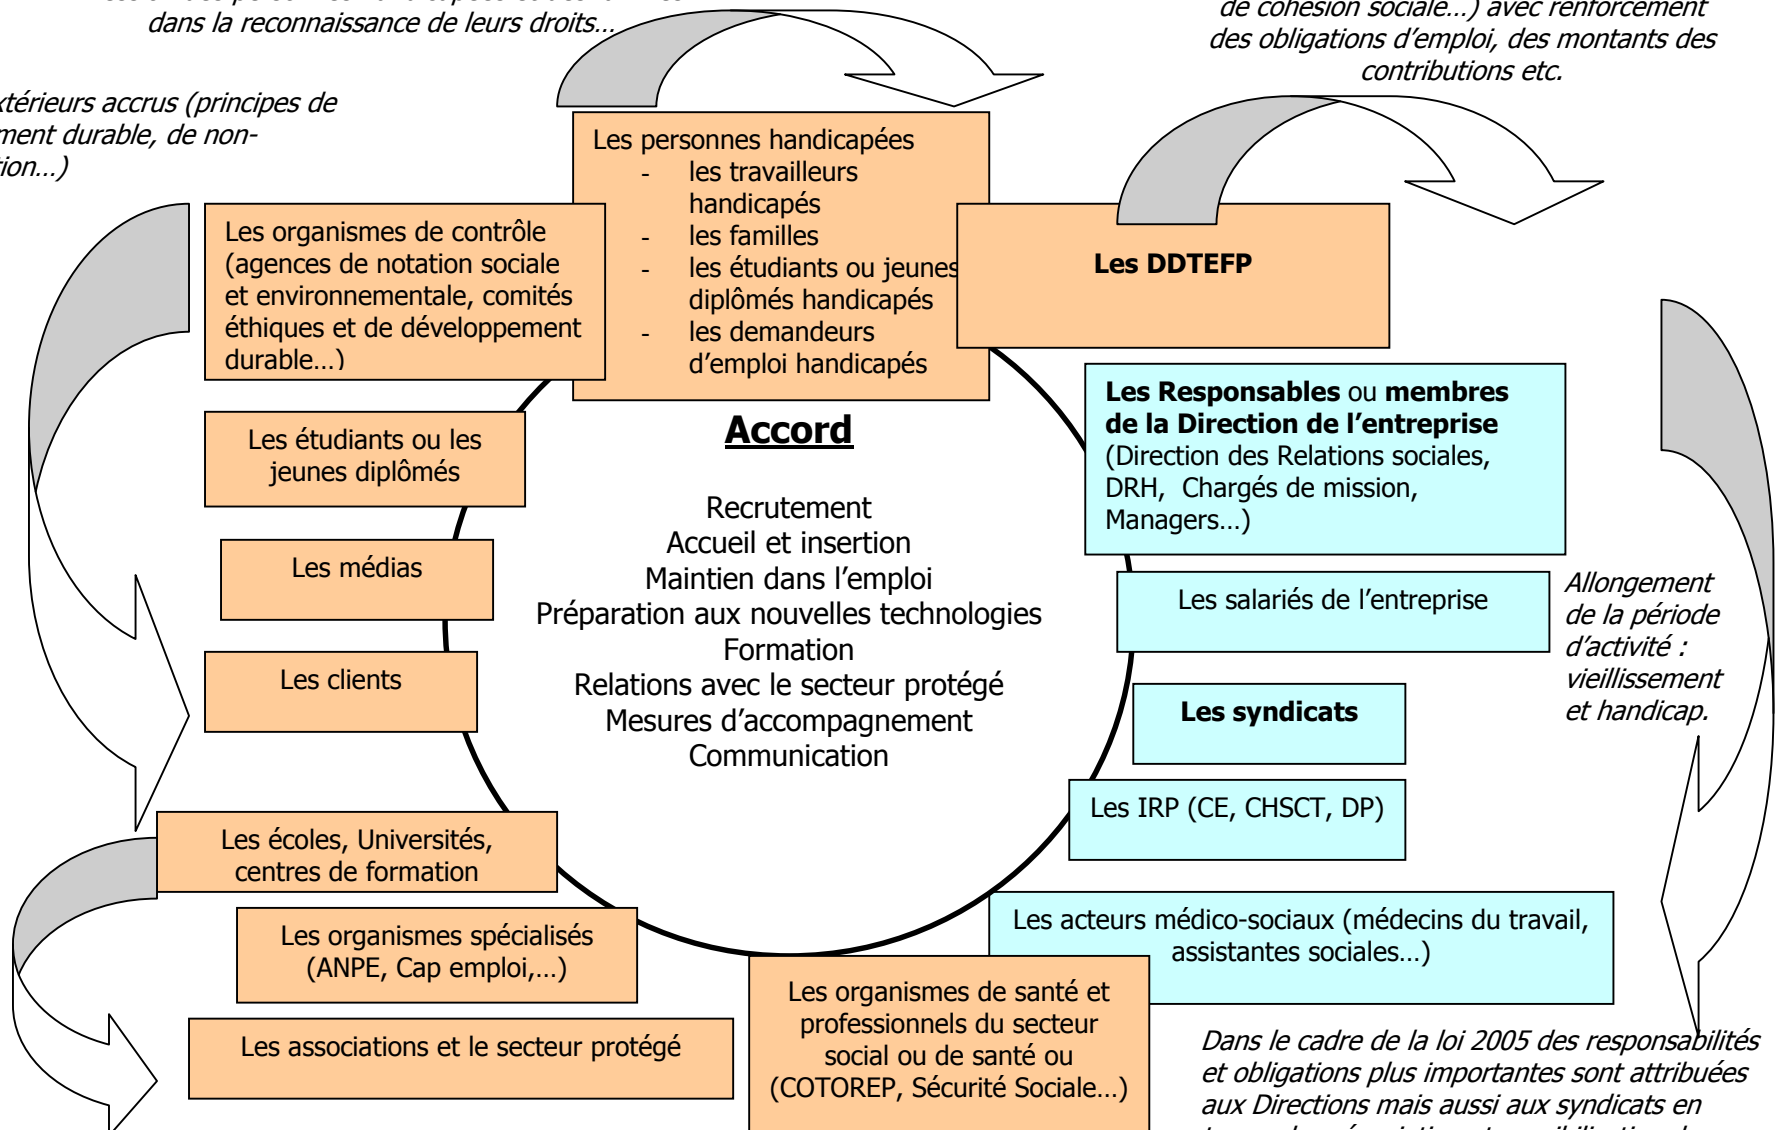 dans la reconnaissance de leurs droits…
de cohésion sociale…) avec renforcement
des obligations d’emploi, des montants des
contributions etc.
extérieurs accrus (principes de
ment durable, de non-
tion…)
Les personnes handicapées
- les travailleurs
handicapés
- les familles
- les étudiants ou jeunes
diplômés handicapés
- les demandeurs
d’emploi handicapés
Les DDTEFP
Les organismes de contrôle
(agences de notation sociale
et environnementale, comités
éthiques et de développement
durable…)
Les étudiants ou les
jeunes diplômés
Les médias
Les clients
Les écoles, Universités,
centres de formation
Les organismes spécialisés
(ANPE, Cap emploi,…)
Les associations et le secteur protégé
Accord
Recrutement
Accueil et insertion
Maintien dans l’emploi
Préparation aux nouvelles technologies
Formation
Relations avec le secteur protégé
Mesures d’accompagnement
Communication
Les Responsables ou membres
de la Direction de l’entreprise
(Direction des Relations sociales,
DRH, Chargés de mission,
Managers…)
Les salariés de l’entreprise
Les syndicats
Les IRP (CE, CHSCT, DP)
Les acteurs médico-sociaux (médecins du travail,
assistantes sociales…)
Les organismes de santé et
professionnels du secteur
social ou de santé ou
(COTOREP, Sécurité Sociale…)
Allongement
de la période
d’activité :
vieillissement
et handicap.
Dans le cadre de la loi 2005 des responsabilités
et obligations plus importantes sont attribuées
aux Directions mais aussi aux syndicats en